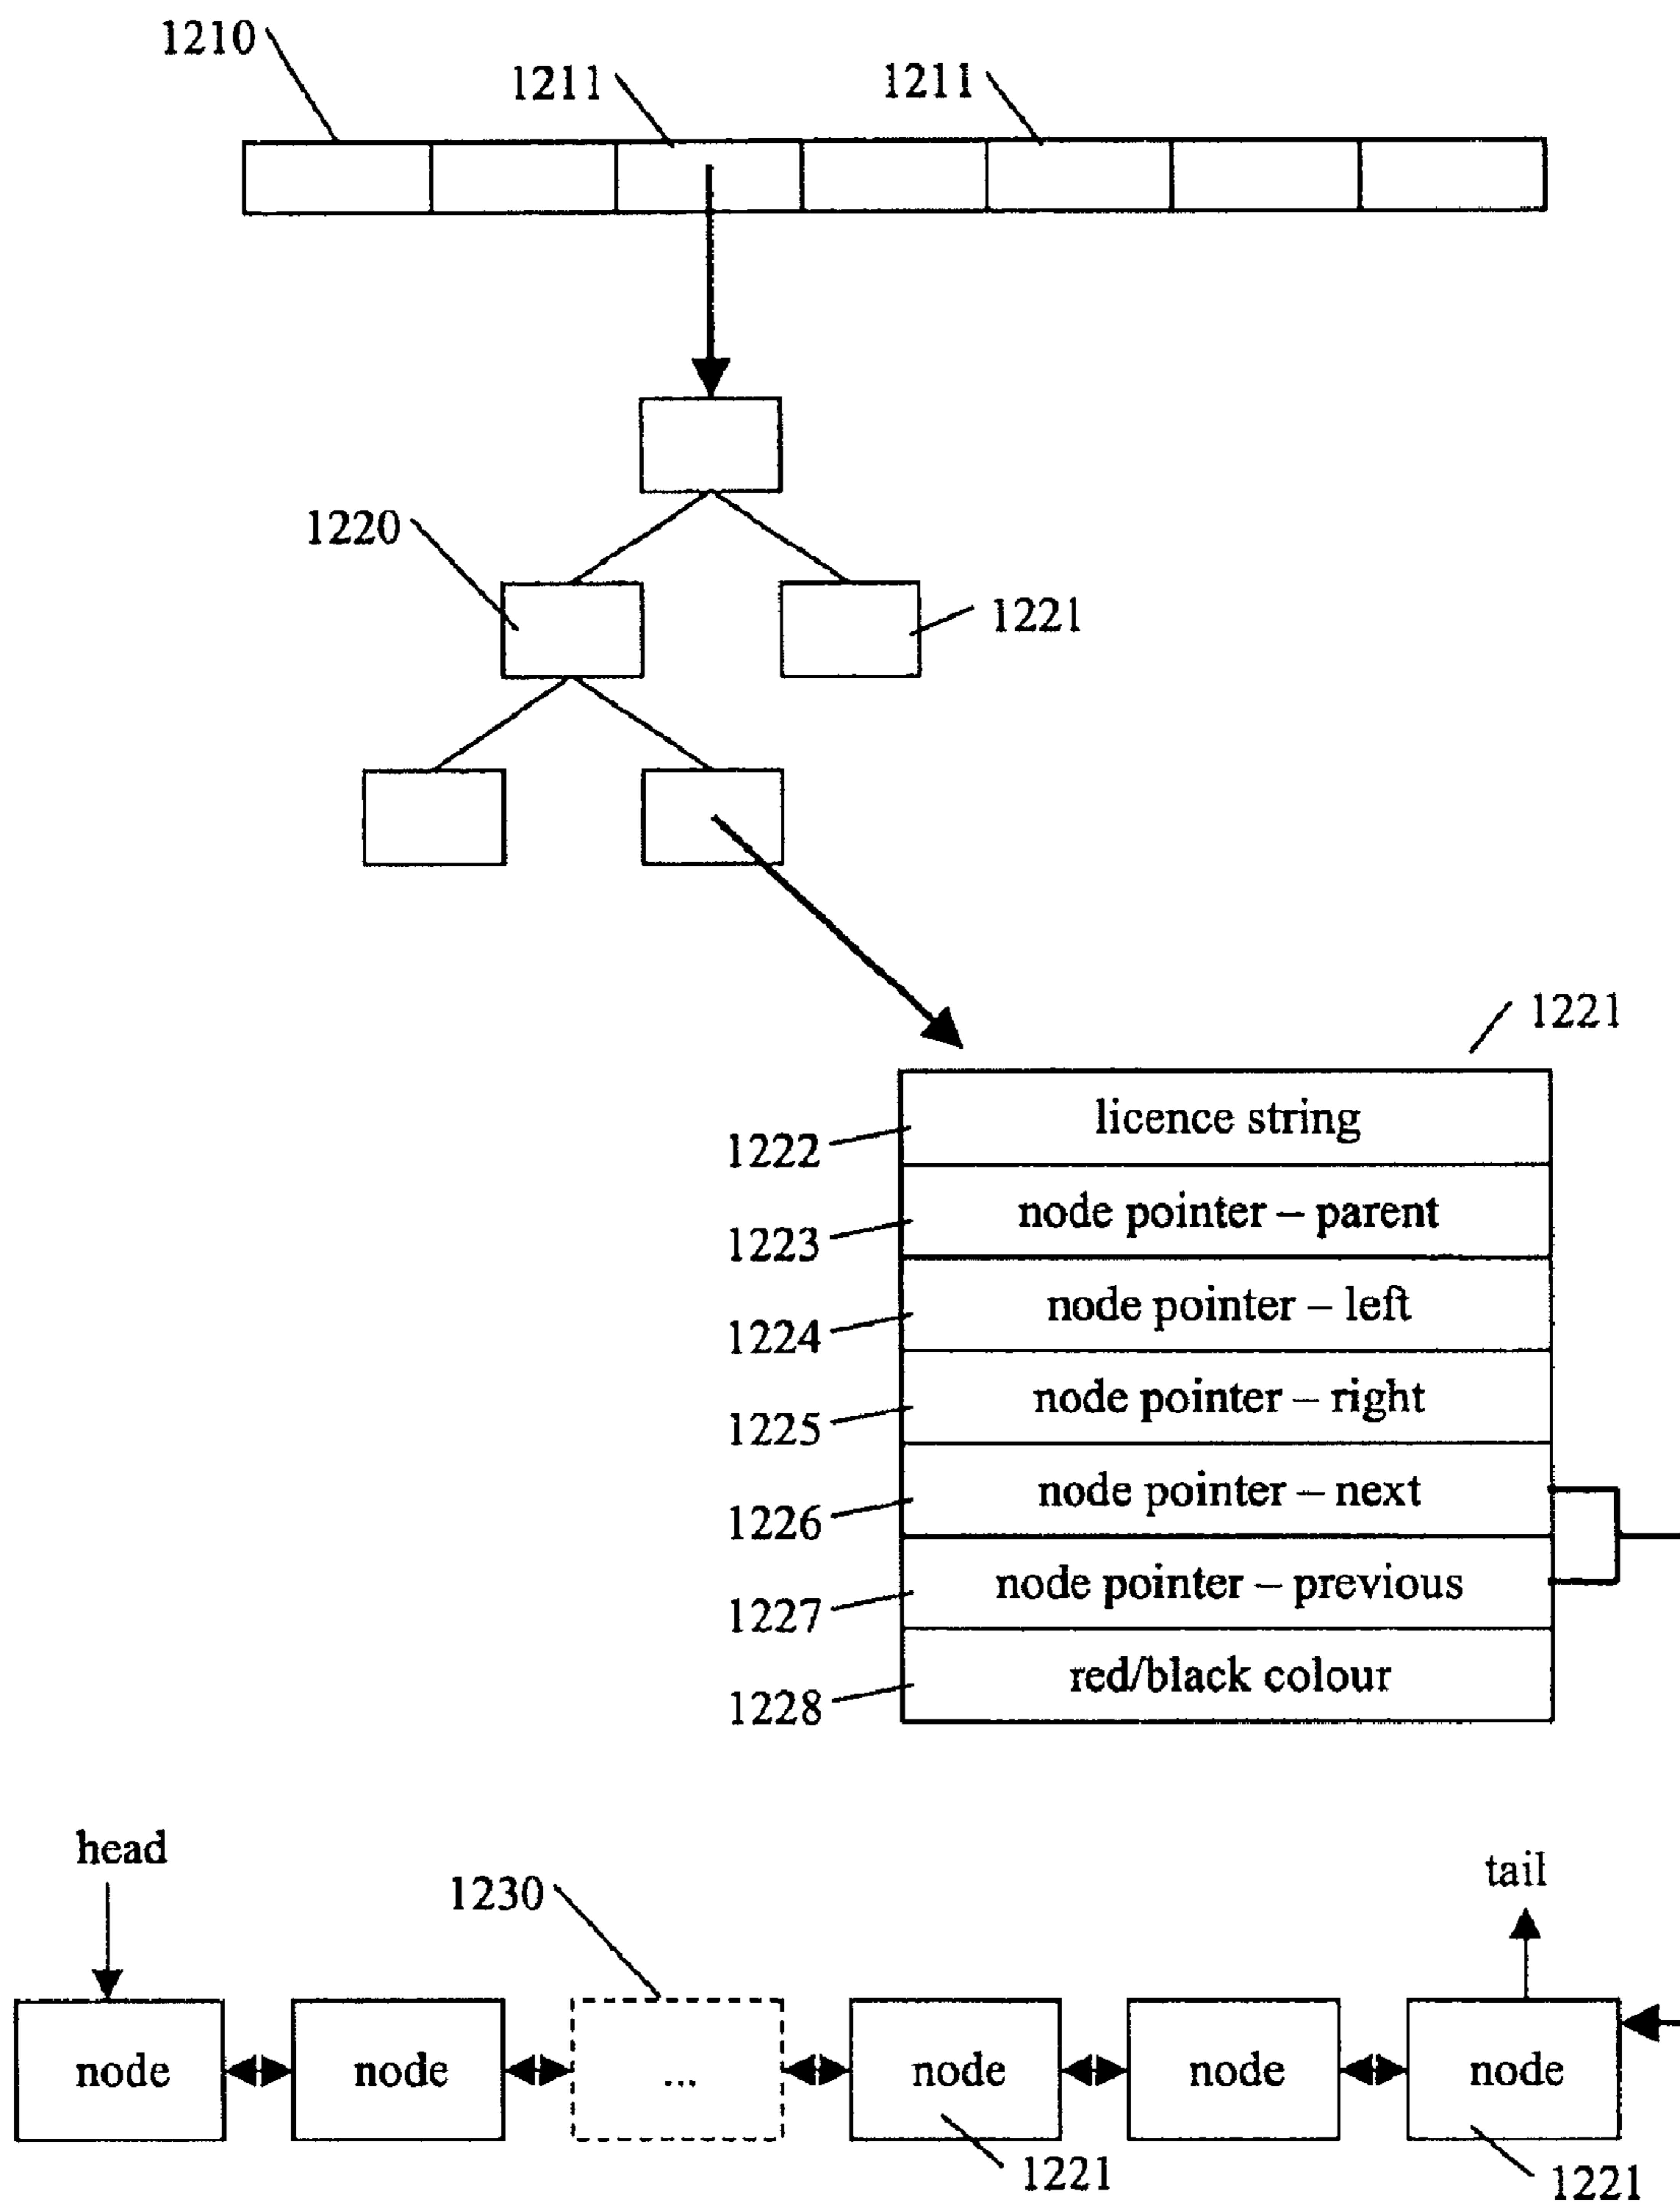 1210
1211
1211
1220
1221
1221
licence string
1222
node pointer – parent
1223
node pointer – left
1224
node pointer – right
1225
node pointer – next
1226
node pointer – previous
1227
red/black colour
1228
head
tail
1230
node
node
...
node
node
node
1221
1221